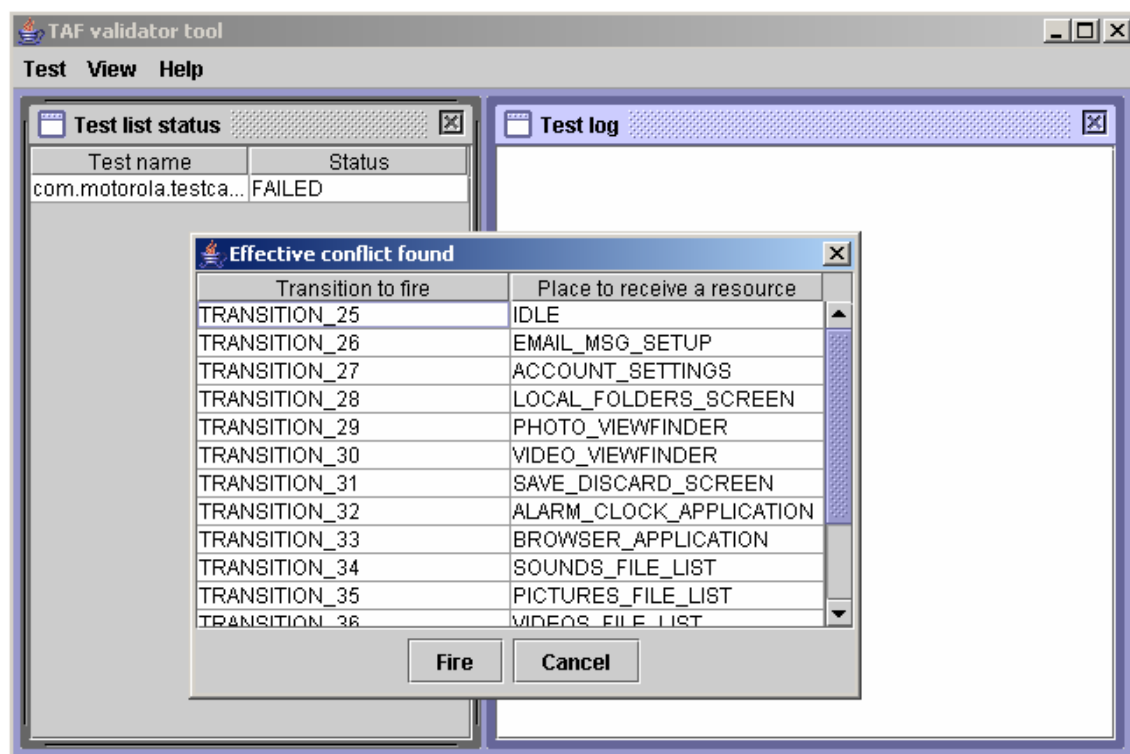 TAF validator tool
Test View Help
Test list status
Test name Status
com.motorola.testca... FAILED
Test log
Effective conflict found
Transition to fire Place to receive a resource
TRANSITION_25 IDLE
TRANSITION_26 EMAIL_MSG_SETUP
TRANSITION_27 ACCOUNT_SETTINGS
TRANSITION_28 LOCAL_FOLDERS_SCREEN
TRANSITION_29 PHOTO_VIEWFINDER
TRANSITION_30 VIDEO_VIEWFINDER
TRANSITION_31 SAVE_DISCARD_SCREEN
TRANSITION_32 ALARM_CLOCK_APPLICATION
TRANSITION_33 BROWSER_APPLICATION
TRANSITION_34 SOUNDS_FILE_LIST
TRANSITION_35 PICTURES_FILE_LIST
TRANSITION_36 VIDEOS_FILE_LIST
Fire Cancel